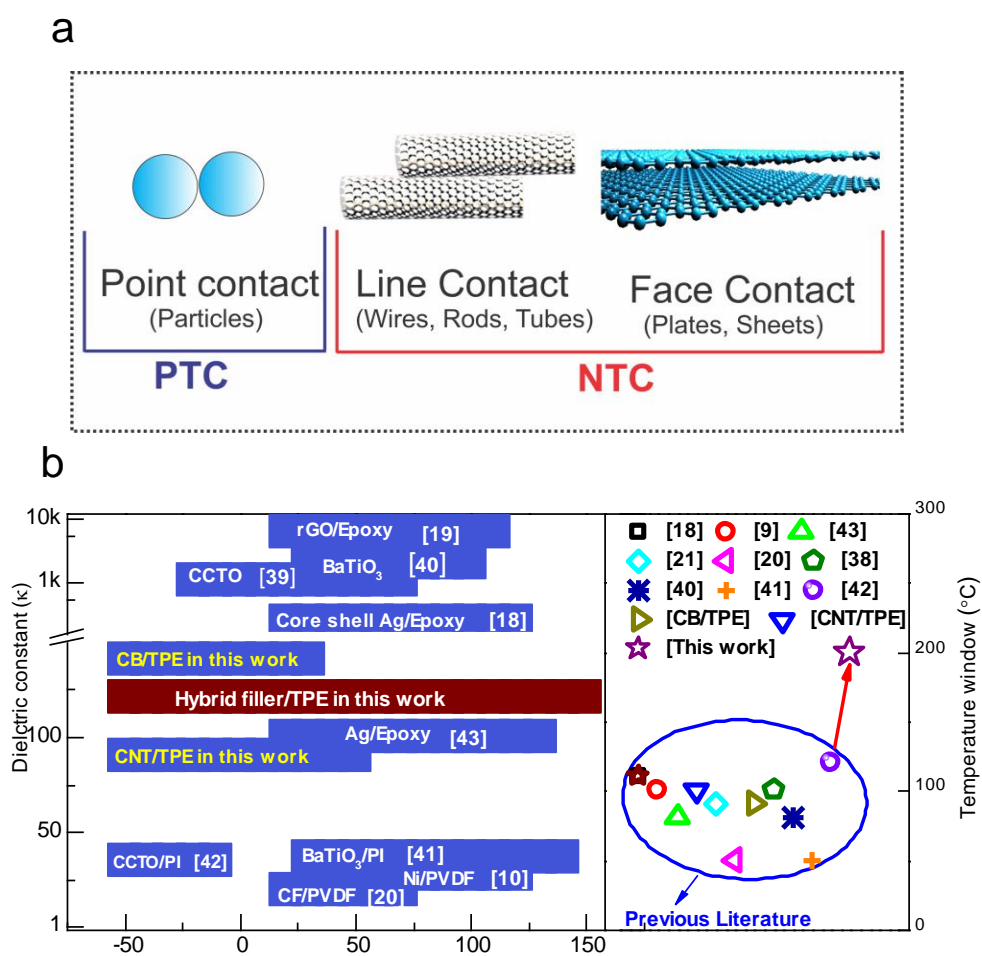 a
Point contact
(Particles)
Line Contact
(Wires, Rods, Tubes)
Face Contact
(Plates, Sheets)
PTC
NTC
b
Dielctric constant (κ)
10k
1k
100
50
1
rGO/Epoxy [19]
BaTiO3 [40]
CCTO [39]
Core shell Ag/Epoxy [18]
CB/TPE in this work
Hybrid filler/TPE in this work
Ag/Epoxy [43]
CNT/TPE in this work
CCTO/PI [42]
BaTiO3/PI [41]
Ni/PVDF [10]
CF/PVDF [20]
-50 0 50 100 150
[18] [9] [43]
[21] [20] [38]
[40] [41] [42]
[CB/TPE] [CNT/TPE]
[This work]
Previous Literature
300
200
100
0
Temperature window (°C)